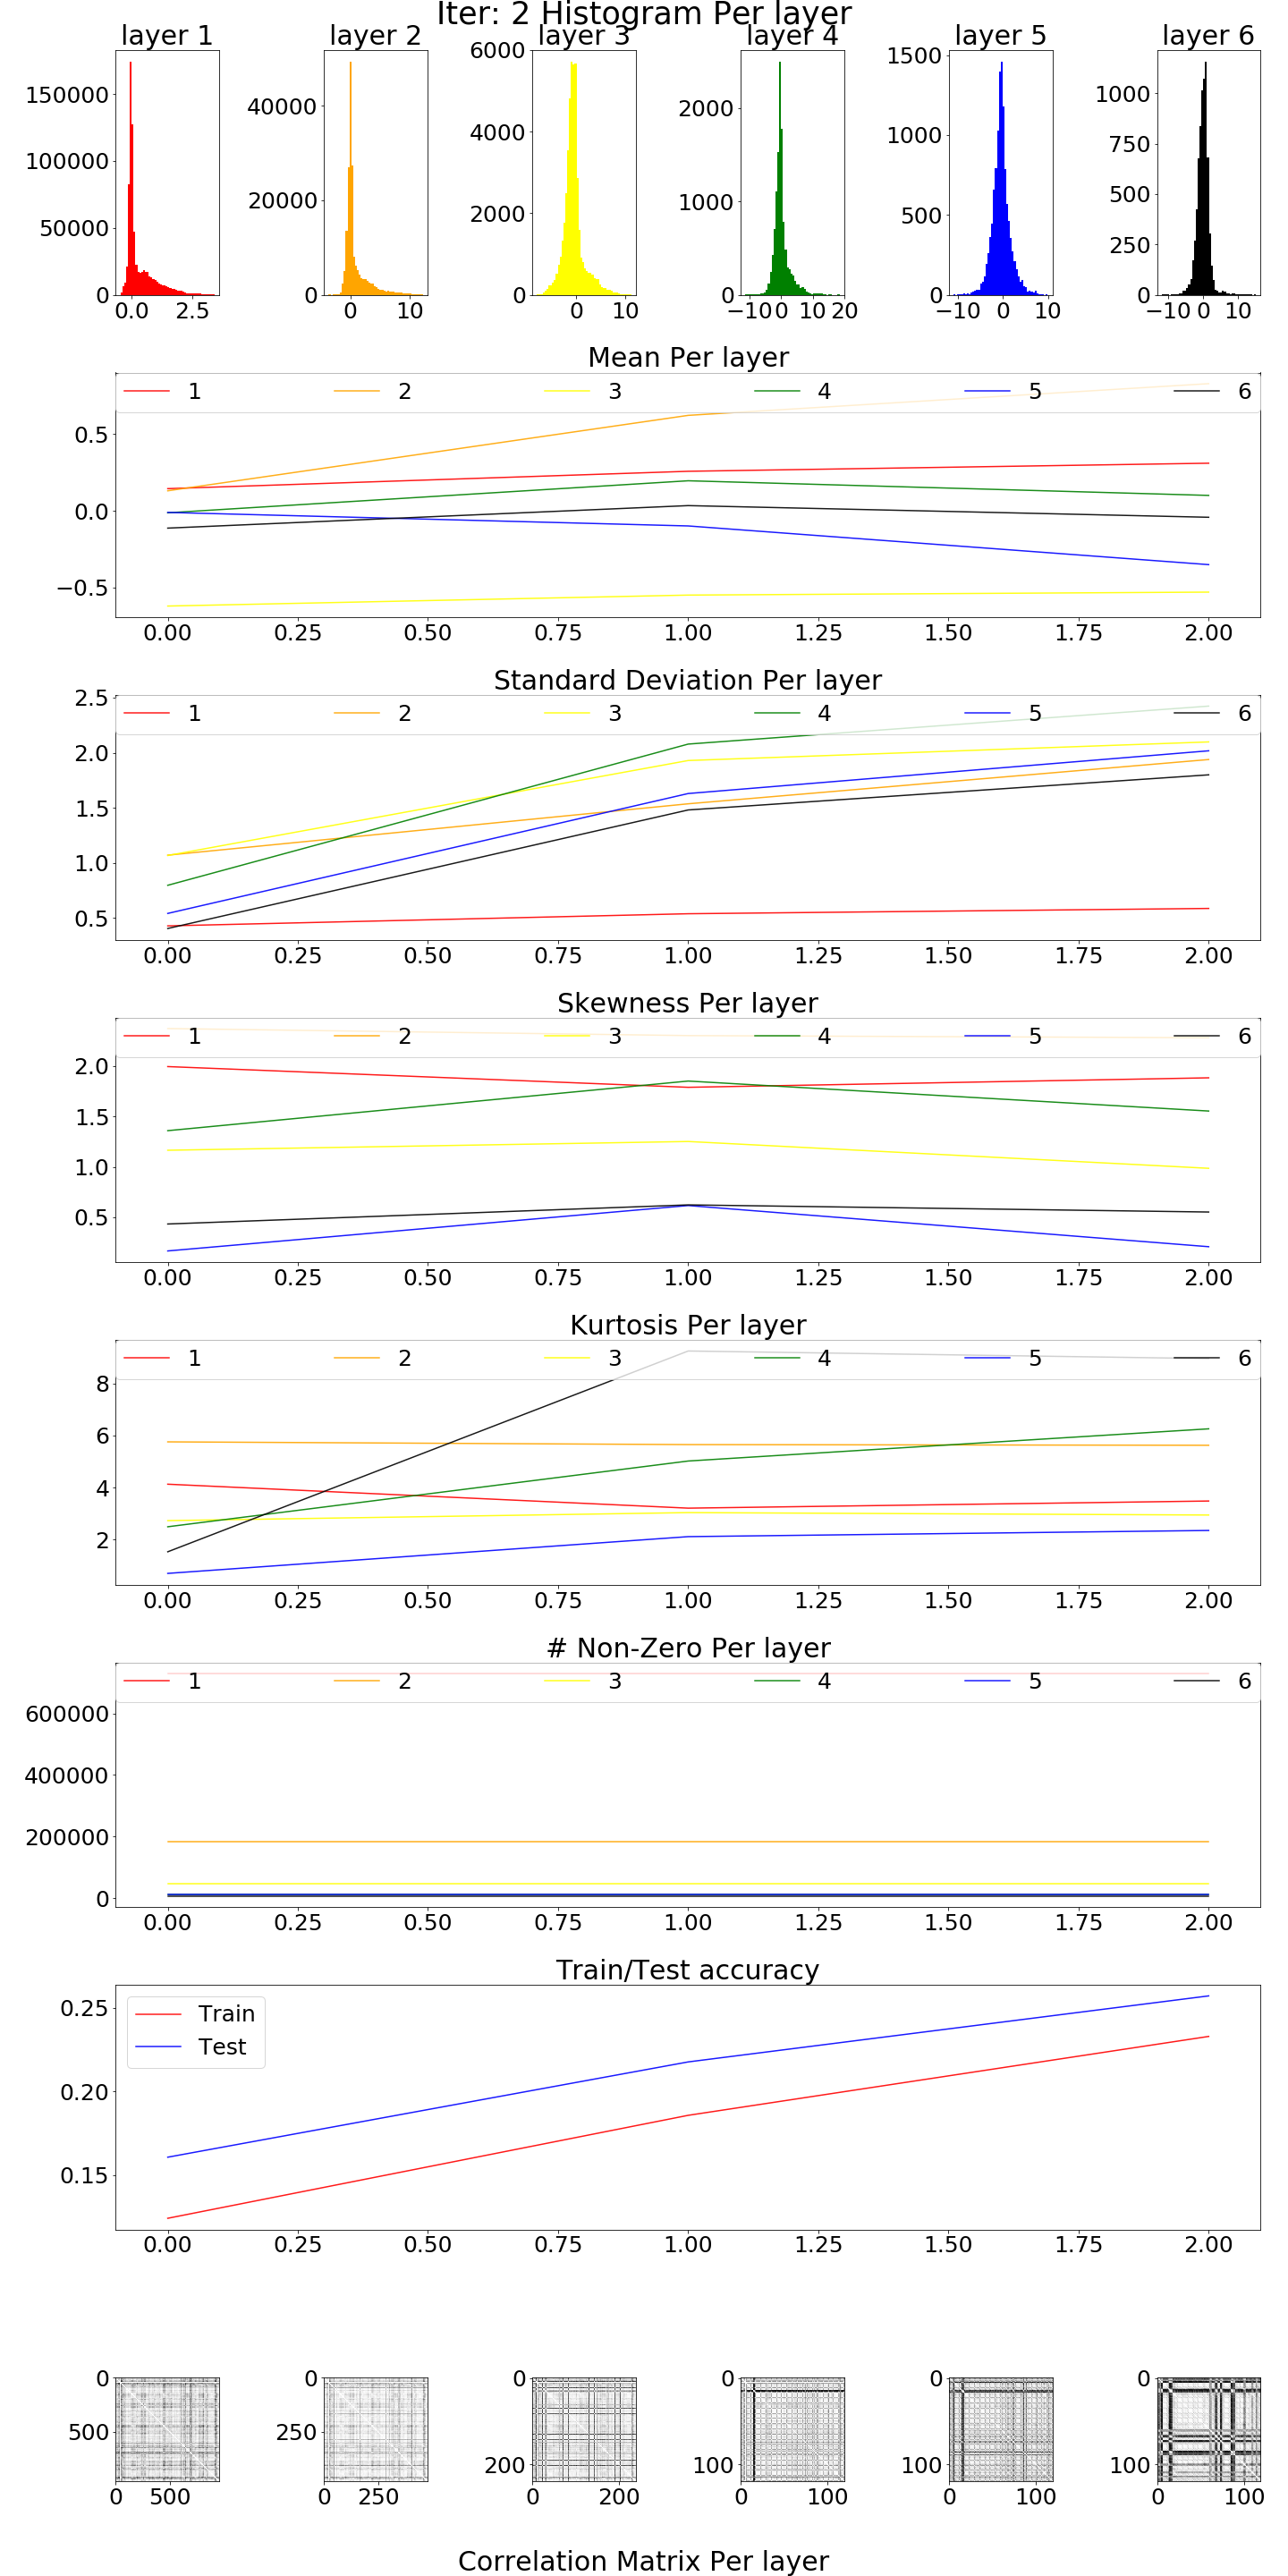 Iter: 2 Histogram Per layer
layer 1 layer 2 layer 3 layer 4 layer 5 layer 6
150000 100000 50000 0
0.0 2.5
40000 20000 0
0 10
6000 4000 2000 0
0 10
2000 1000 0
−10 0 10 20
1500 1000 500 0
−10 0 10
1000 750 500 250 0
−10 0 10
Mean Per layer
1 2 3 4 5 6
0.5
0.0
−0.5
0.00 0.25 0.50 0.75 1.00 1.25 1.50 1.75 2.00
Standard Deviation Per layer
2.5
1 2 3 4 5 6
2.0
1.5
1.0
0.5
0.00 0.25 0.50 0.75 1.00 1.25 1.50 1.75 2.00
Skewness Per layer
1 2 3 4 5 6
2.0
1.5
1.0
0.5
0.00 0.25 0.50 0.75 1.00 1.25 1.50 1.75 2.00
Kurtosis Per layer
1 2 3 4 5 6
8
6
4
2
0.00 0.25 0.50 0.75 1.00 1.25 1.50 1.75 2.00
# Non-Zero Per layer
1 2 3 4 5 6
600000
400000
200000
0
0.00 0.25 0.50 0.75 1.00 1.25 1.50 1.75 2.00
Train/Test accuracy
Train
Test
0.25
0.20
0.15
0.00 0.25 0.50 0.75 1.00 1.25 1.50 1.75 2.00
0 500
0 500
0 250
0 250
0 200
0 200
0 100
0 100
0 100
0 100
0 100
0 100
Correlation Matrix Per layer